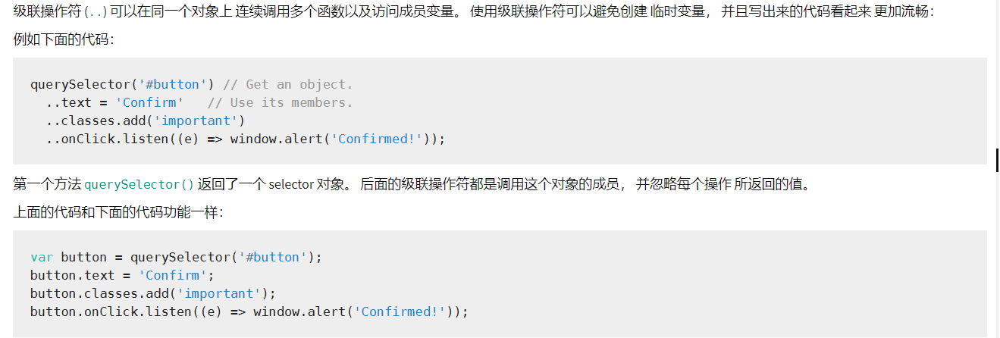 级联操作符 (..) 可以在同一个对象上 连续调用多个函数以及访问成员变量。 使用级联操作符可以避免创建 临时变量， 并且写出来的代码看起来 更加流畅：
例如下面的代码：
querySelector('#button') // Get an object.
  ..text = 'Confirm'   // Use its members.
  ..classes.add('important')
  ..onClick.listen((e) => window.alert('Confirmed!'));
第一个方法 querySelector() 返回了一个 selector 对象。 后面的级联操作符都是调用这个对象的成员， 并忽略每个操作 所返回的值。
上面的代码和下面的代码功能一样：
var button = querySelector('#button');
button.text = 'Confirm';
button.classes.add('important');
button.onClick.listen((e) => window.alert('Confirmed!'));